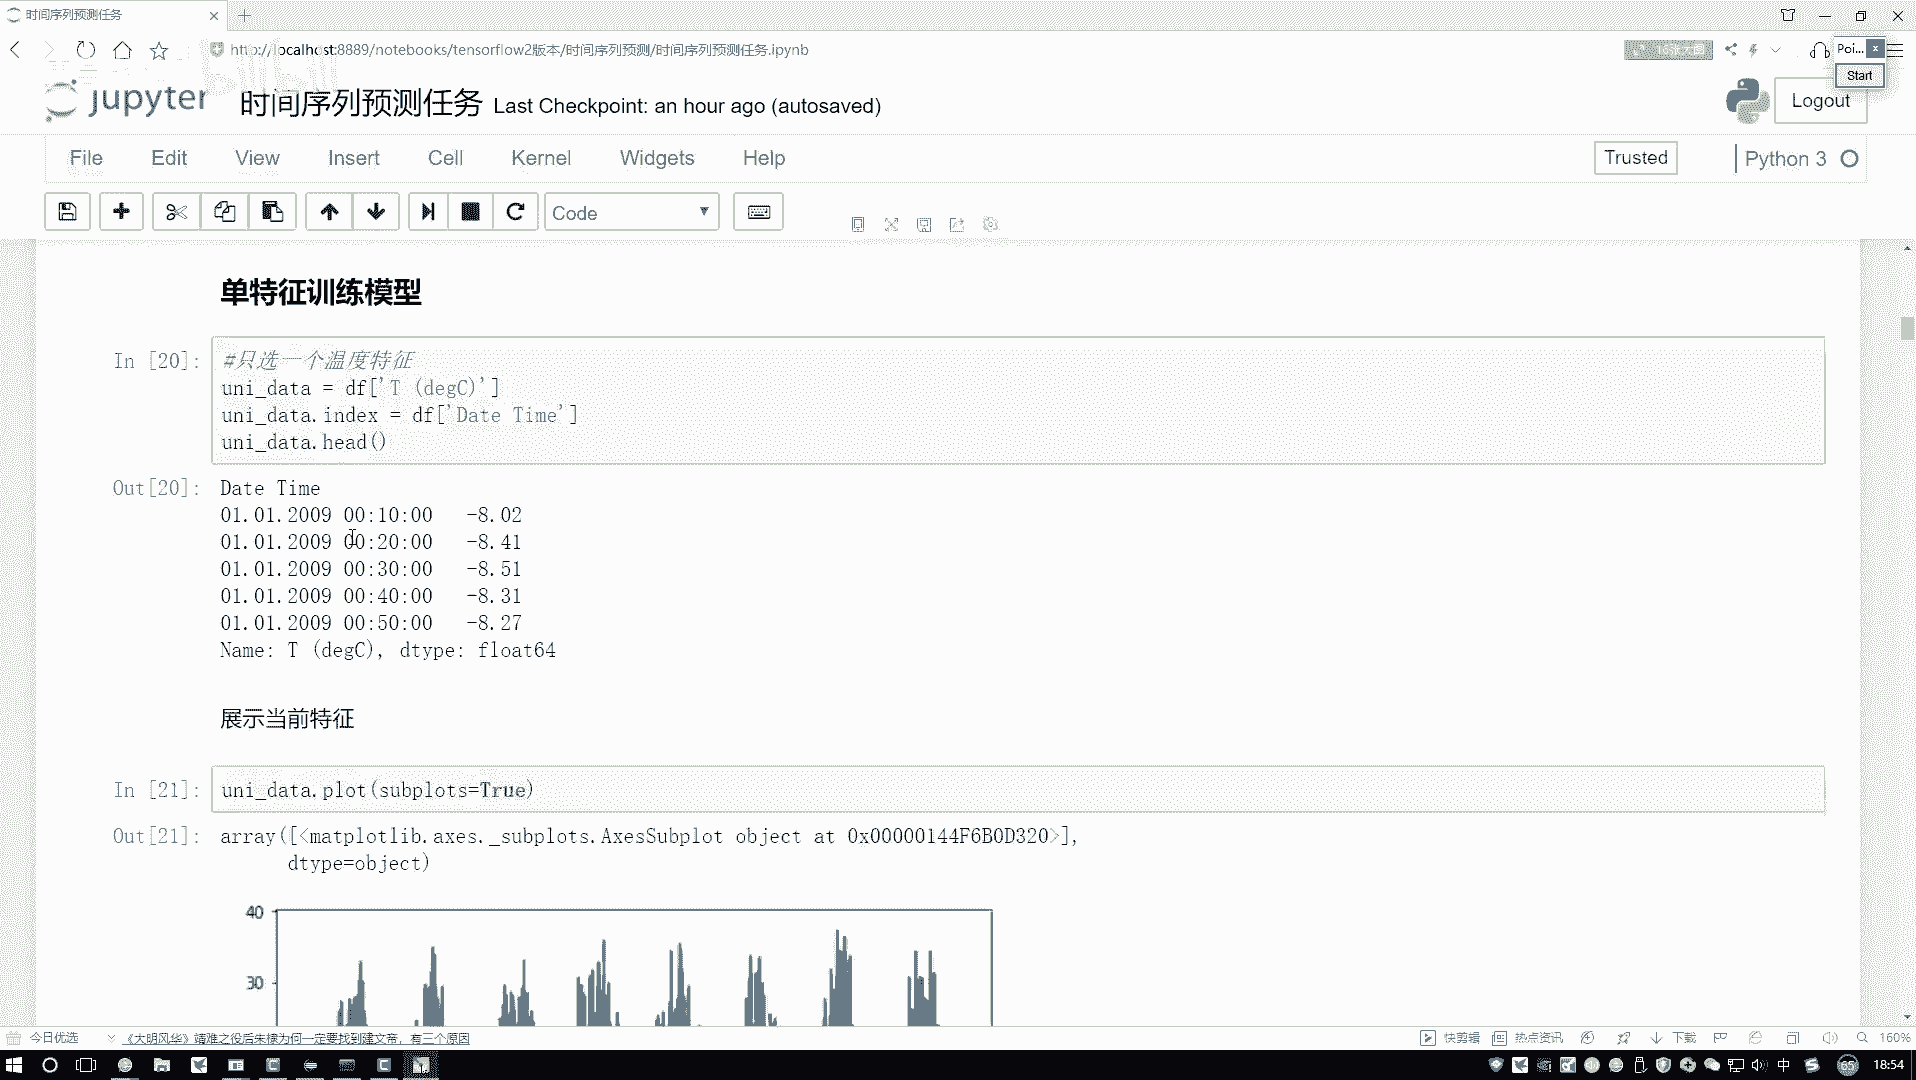 时间序列预测任务
http://localhost:8889/notebooks/tensorflow2版本/时间序列预测/时间序列预测任务.ipynb
Poi...
Start
jupyter 时间序列预测任务 Last Checkpoint: an hour ago (autosaved)
Logout
File Edit View Insert Cell Kernel Widgets Help
Trusted
Python 3
Code
单特征训练模型
In [20]:
#只选一个温度特征
uni_data = df['T (degC)']
uni_data.index = df['Date Time']
uni_data.head()
Out[20]:
Date Time
01.01.2009 00:10:00 -8.02
01.01.2009 00:20:00 -8.41
01.01.2009 00:30:00 -8.51
01.01.2009 00:40:00 -8.31
01.01.2009 00:50:00 -8.27
Name: T (degC), dtype: float64
展示当前特征
In [21]:
uni_data.plot(subplots=True)
Out[21]:
array([<matplotlib.axes._subplots.AxesSubplot object at 0x00000144F6B0D320>],
dtype=object)
40
30
今日优选
《大明风华》靖难之役后朱棣为何一定要找到建文帝，有三个原因
快剪辑
热点资讯
下载
160%
中
65
18:54